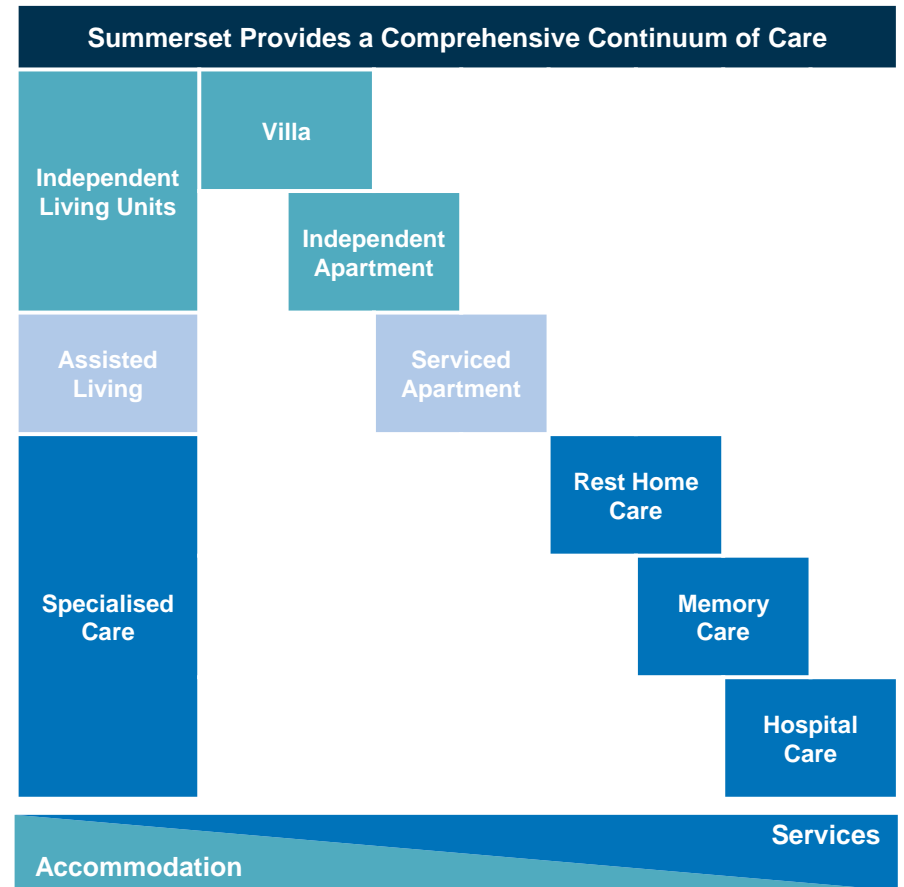 Summerset Provides a Comprehensive Continuum of Care
Independent
Living Units
Villa
Independent
Apartment
Assisted
Living
Serviced
Apartment
Specialised
Care
Rest Home
Care
Memory
Care
Hospital
Care
Services
Accommodation